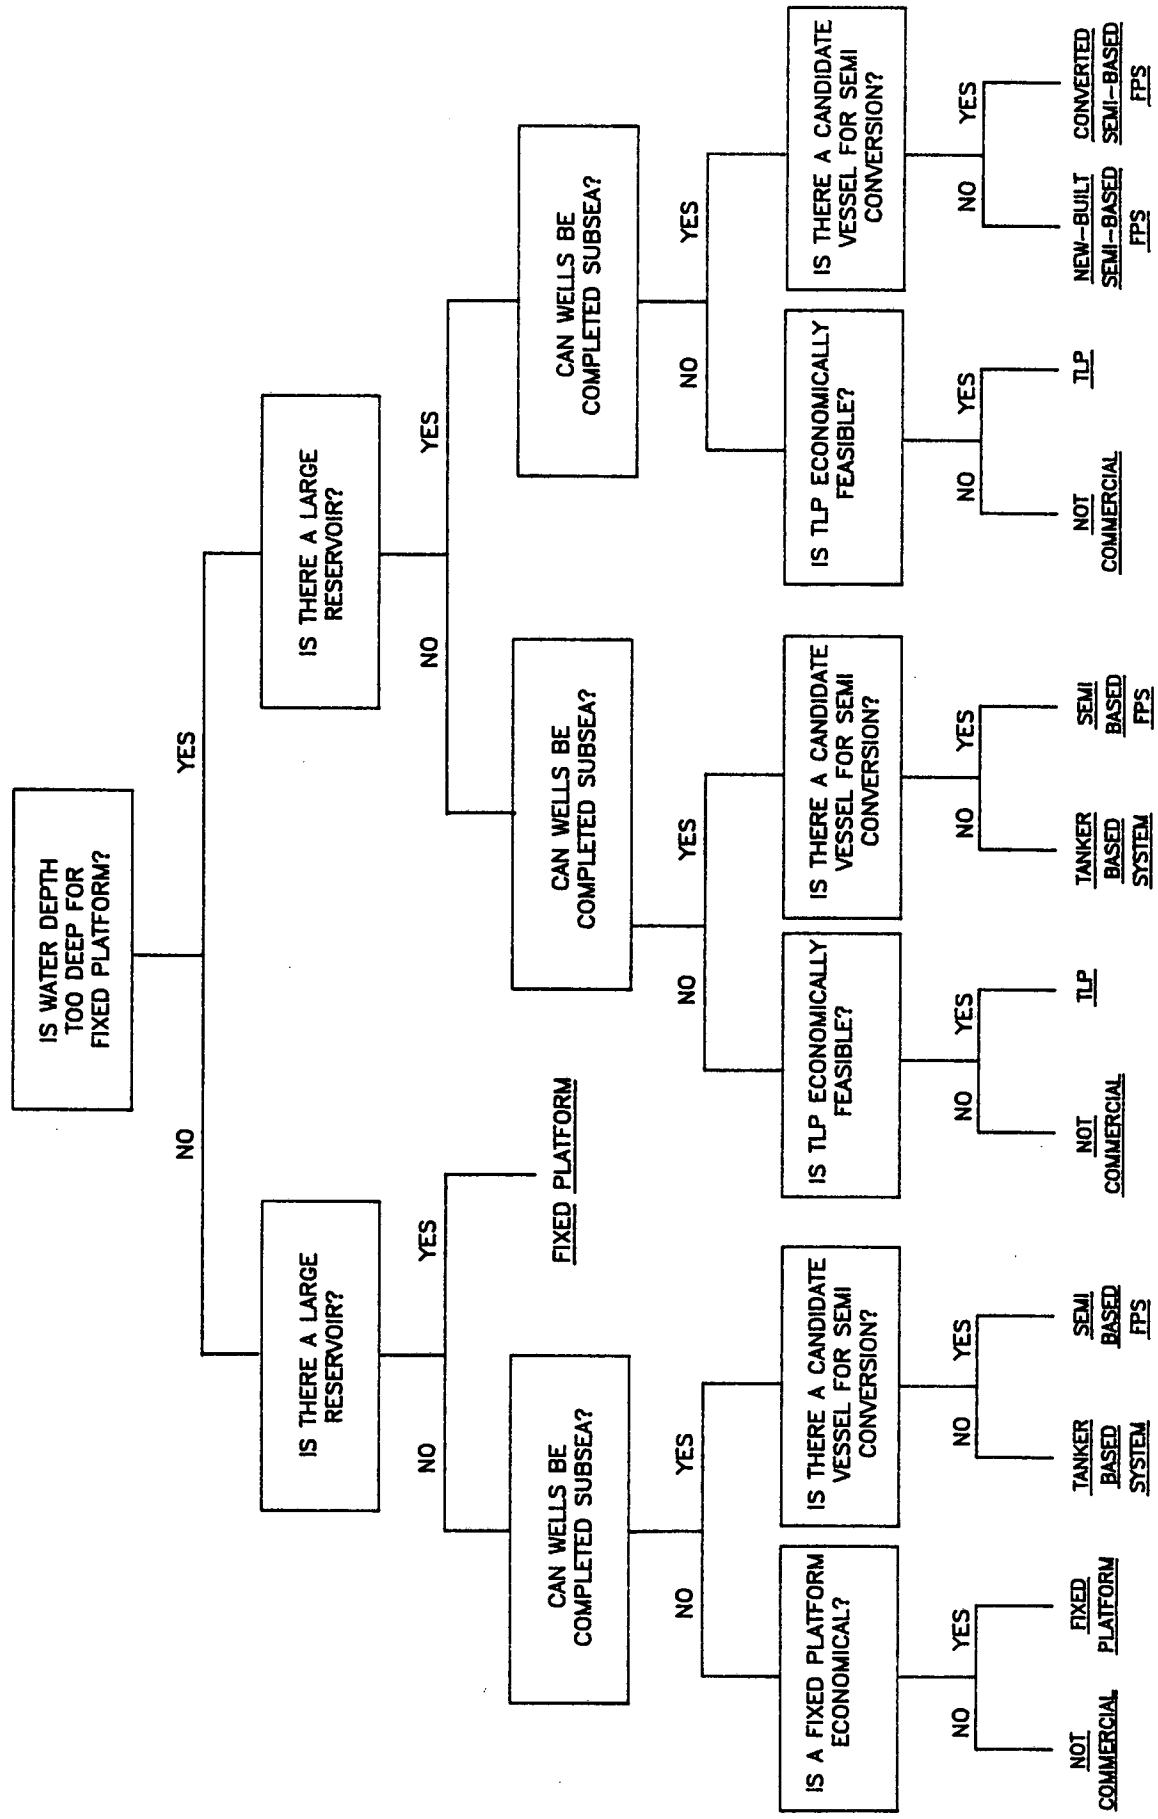 IS WATER DEPTH
TOO DEEP FOR
FIXED PLATFORM?
NO
YES
IS THERE A LARGE
RESERVOIR?
IS THERE A LARGE
RESERVOIR?
NO
YES
NO
YES
CAN WELLS BE
COMPLETED SUBSEA?
FIXED PLATFORM
CAN WELLS BE
COMPLETED SUBSEA?
CAN WELLS BE
COMPLETED SUBSEA?
NO
YES
NO
YES
NO
YES
IS A FIXED PLATFORM
ECONOMICAL?
IS THERE A CANDIDATE
VESSEL FOR SEMI
CONVERSION?
IS TLP ECONOMICALLY
FEASIBLE?
IS THERE A CANDIDATE
VESSEL FOR SEMI
CONVERSION?
IS TLP ECONOMICALLY
FEASIBLE?
IS THERE A CANDIDATE
VESSEL FOR SEMI
CONVERSION?
NO
YES
NO
YES
NO
YES
NO
YES
NO
YES
NO
YES
NOT
COMMERCIAL
FIXED
PLATFORM
TANKER
BASED
SYSTEM
SEMI
BASED
FPS
NOT
COMMERCIAL
TLP
TANKER
BASED
SYSTEM
SEMI
BASED
FPS
NOT
COMMERCIAL
TLP
NEW-BUILT
SEMI-BASED
FPS
CONVERTED
SEMI-BASED
FPS